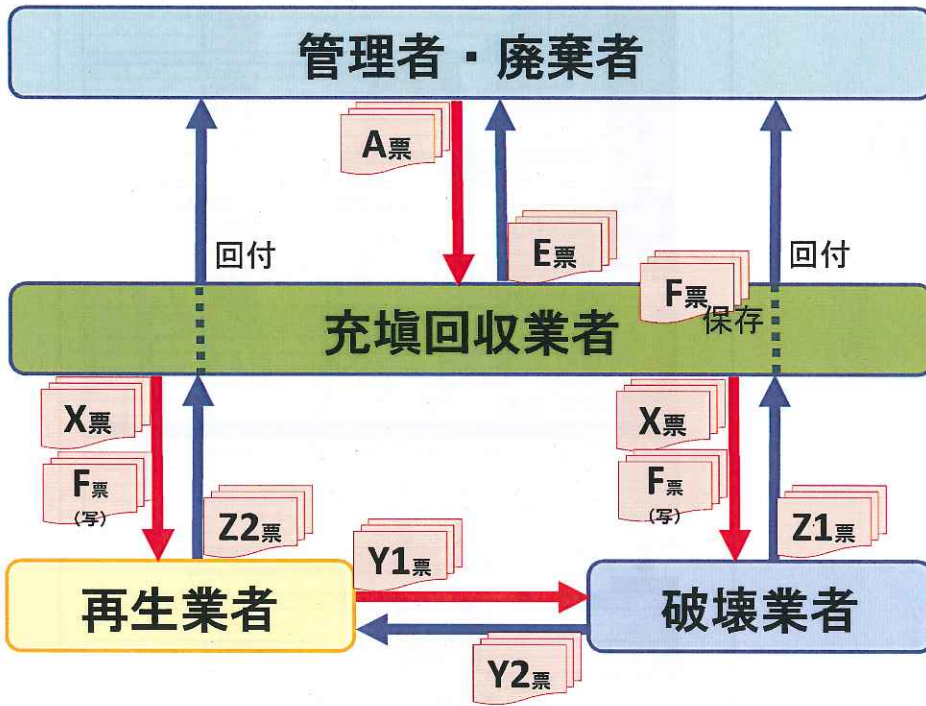 管理者・廃棄者
A票
回付
E票
F票
保存
回付
充塡回収業者
X票
F票
(写)
Z2票
X票
F票
(写)
Z1票
Y1票
再生業者
破壊業者
Y2票